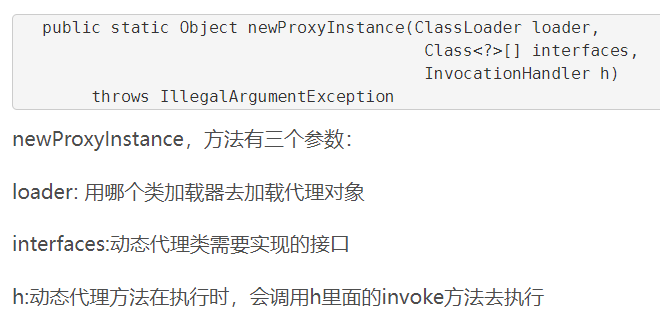 public static Object newProxyInstance(ClassLoader loader,
Class<?>[] interfaces,
InvocationHandler h)
throws IllegalArgumentException
newProxyInstance，方法有三个参数：
loader: 用哪个类加载器去加载代理对象
interfaces:动态代理类需要实现的接口
h:动态代理方法在执行时，会调用h里面的invoke方法去执行